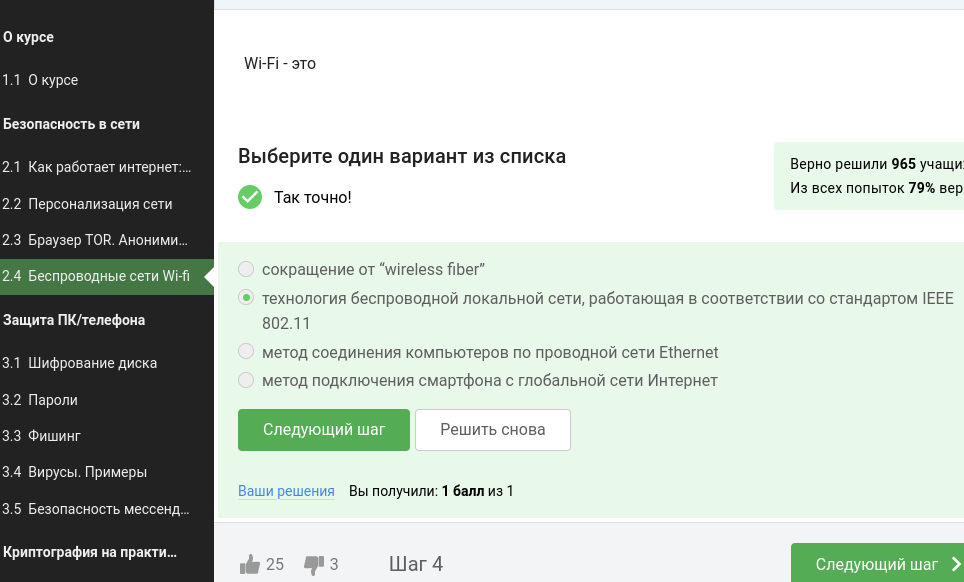 О курсе
1.1 О курсе
Безопасность в сети
2.1 Как работает интернет:...
2.2 Персонализация сети
2.3 Браузер TOR. Аноними...
2.4 Беспроводные сети Wi-fi
Защита ПК/телефона
3.1 Шифрование диска
3.2 Пароли
3.3 Фишинг
3.4 Вирусы. Примеры
3.5 Безопасность мессенд...
Криптография на практи...
Wi-Fi - это
Выберите один вариант из списка
Так точно!
Верно решили 965 учащи
Из всех попыток 79% вер
сокращение от “wireless fiber”
технология беспроводной локальной сети, работающая в соответствии со стандартом IEEE
802.11
метод соединения компьютеров по проводной сети Ethernet
метод подключения смартфона с глобальной сети Интернет
Следующий шаг
Решить снова
Ваши решения Вы получили: 1 балл из 1
25 3 Шаг 4
Следующий шаг